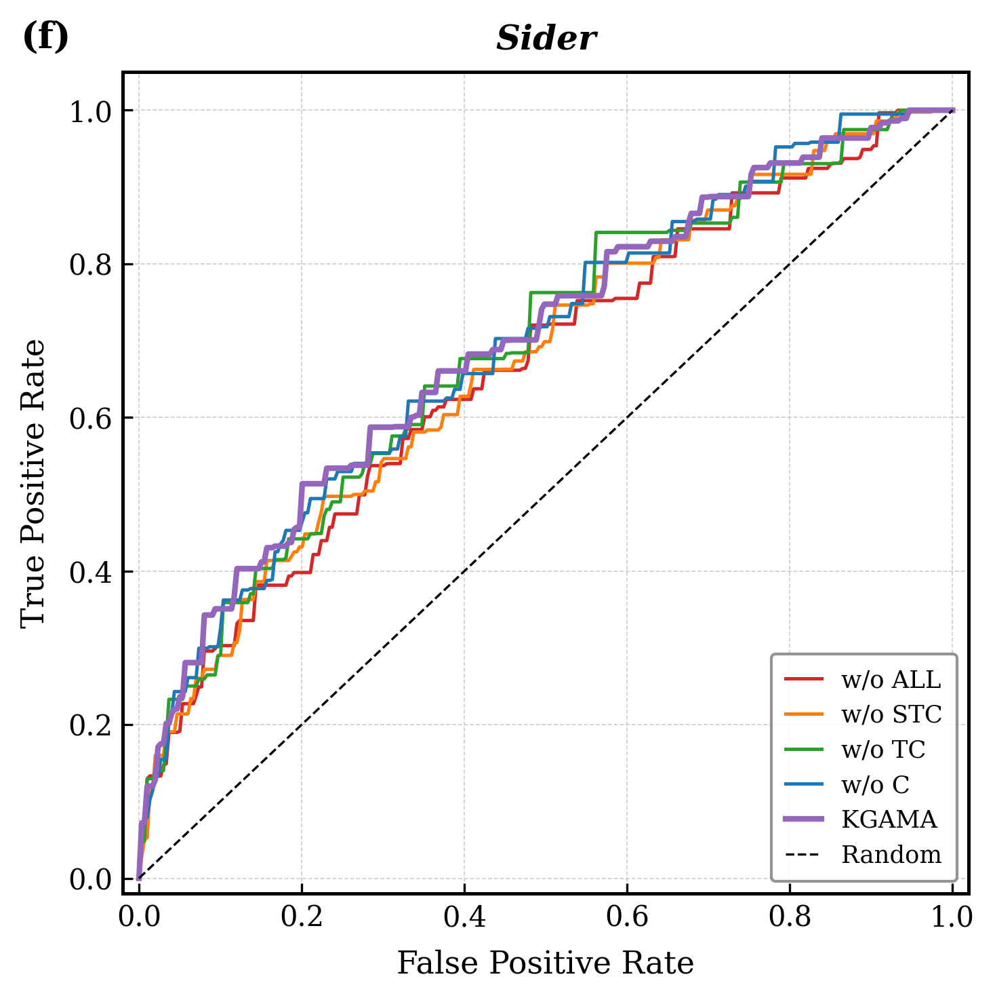 (f)
Sider
True Positive Rate
1.0
0.8
0.6
0.4
0.2
0.0
0.0 0.2 0.4 0.6 0.8 1.0
False Positive Rate
w/o ALL
w/o STC
w/o TC
w/o C
KGAMA
Random